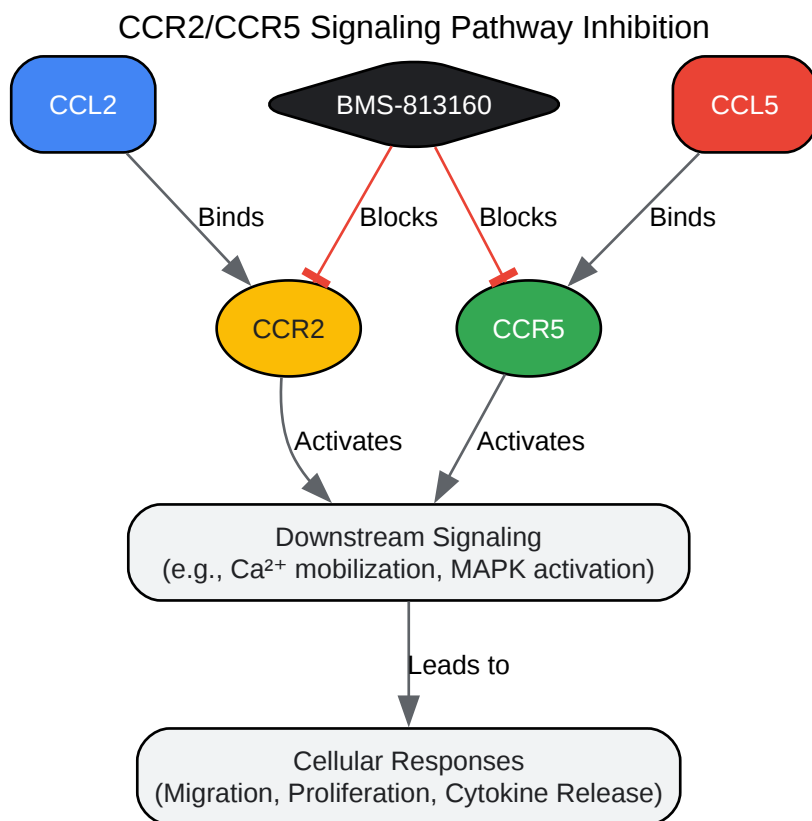 CCR2/CCR5 Signaling Pathway Inhibition
CCL2
BMS-813160
CCL5
Binds
Blocks
Blocks
Binds
CCR2
CCR5
Activates
Activates
Downstream Signaling
(e.g., Ca²⁺ mobilization, MAPK activation)
Leads to
Cellular Responses
(Migration, Proliferation, Cytokine Release)